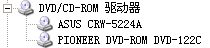 DVD/CD-ROM 驱动器
ASUS CRW-5224A
PIONEER DVD-ROM DVD-122C